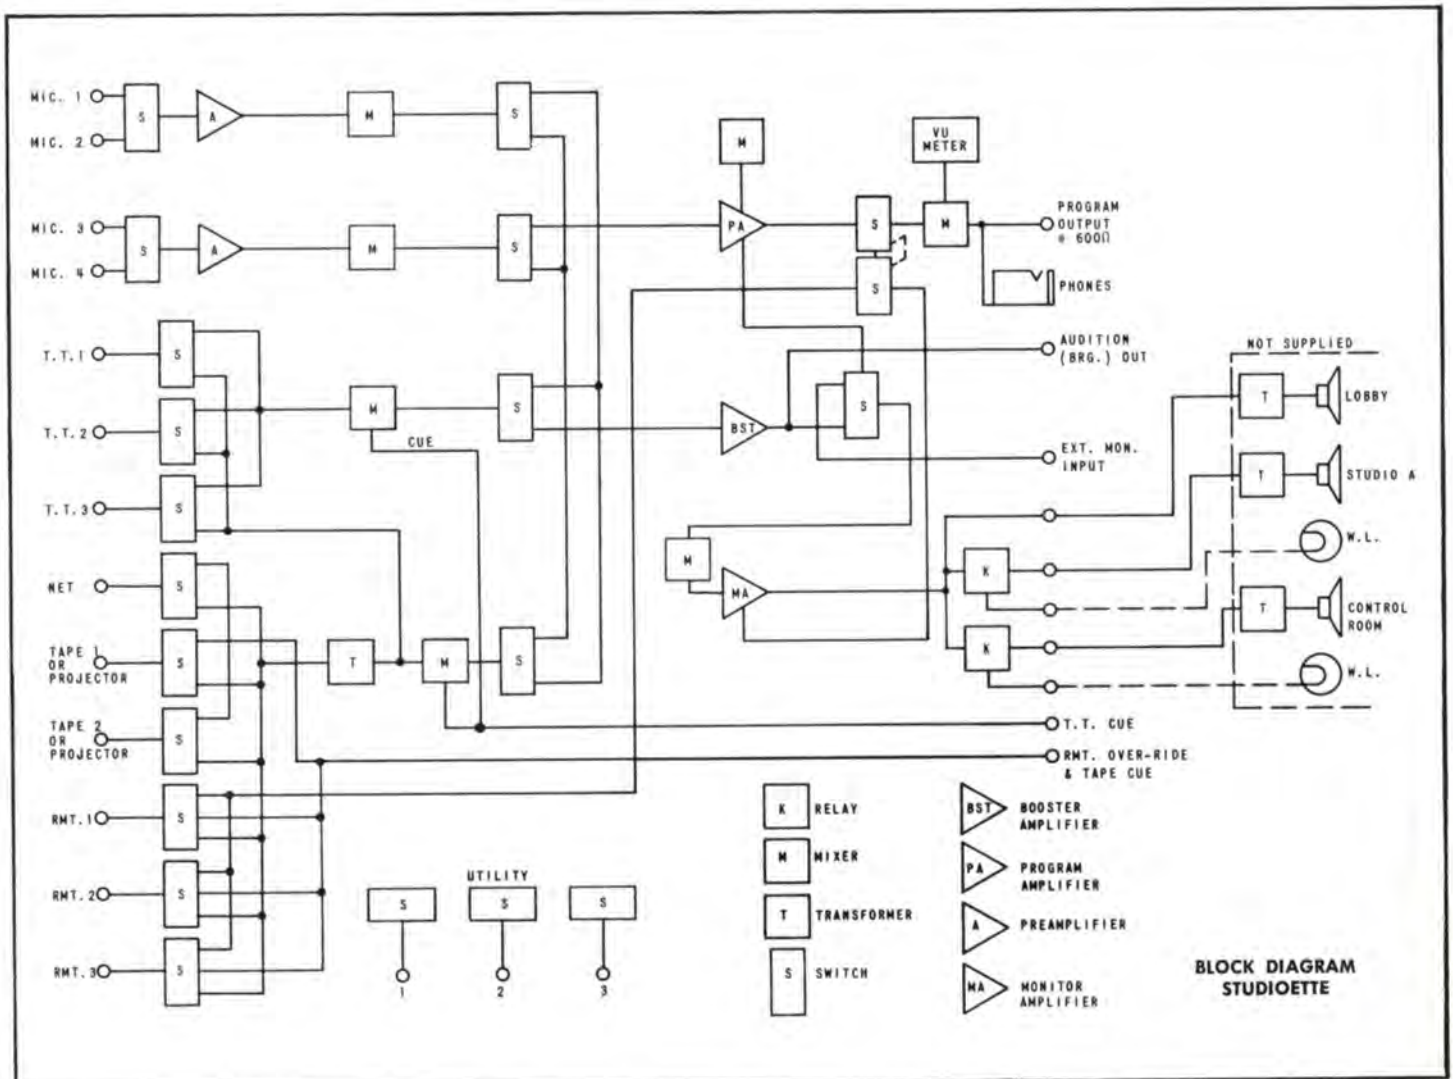 MIC. 1
S
A
M
S
MIC. 2
MIC. 3
S
A
M
S
MIC. 4
M
VU
METER
PA
S
M
PROGRAM
OUTPUT
@ 600Ω
S
PHONES
T.T.1
S
T.T.2
S
M
S
CUE
T.T.3
S
BST
S
AUDITION
(BRG.) OUT
EXT. MON.
INPUT
NOT SUPPLIED
T
LOBBY
T
STUDIO A
W.L.
T
CONTROL
ROOM
W.L.
M
MA
K
K
NET
S
TAPE 1
OR
PROJECTOR
S
T
M
S
TAPE 2
OR
PROJECTOR
S
T.T. CUE
RMT. OVER-RIDE
& TAPE CUE
RMT.1
S
RMT.2
S
RMT.3
S
UTILITY
S
S
S
1
2
3
K
RELAY
M
MIXER
T
TRANSFORMER
S
SWITCH
BST
BOOSTER
AMPLIFIER
PA
PROGRAM
AMPLIFIER
A
PREAMPLIFIER
MA
MONITOR
AMPLIFIER
BLOCK DIAGRAM
STUDIOETTE